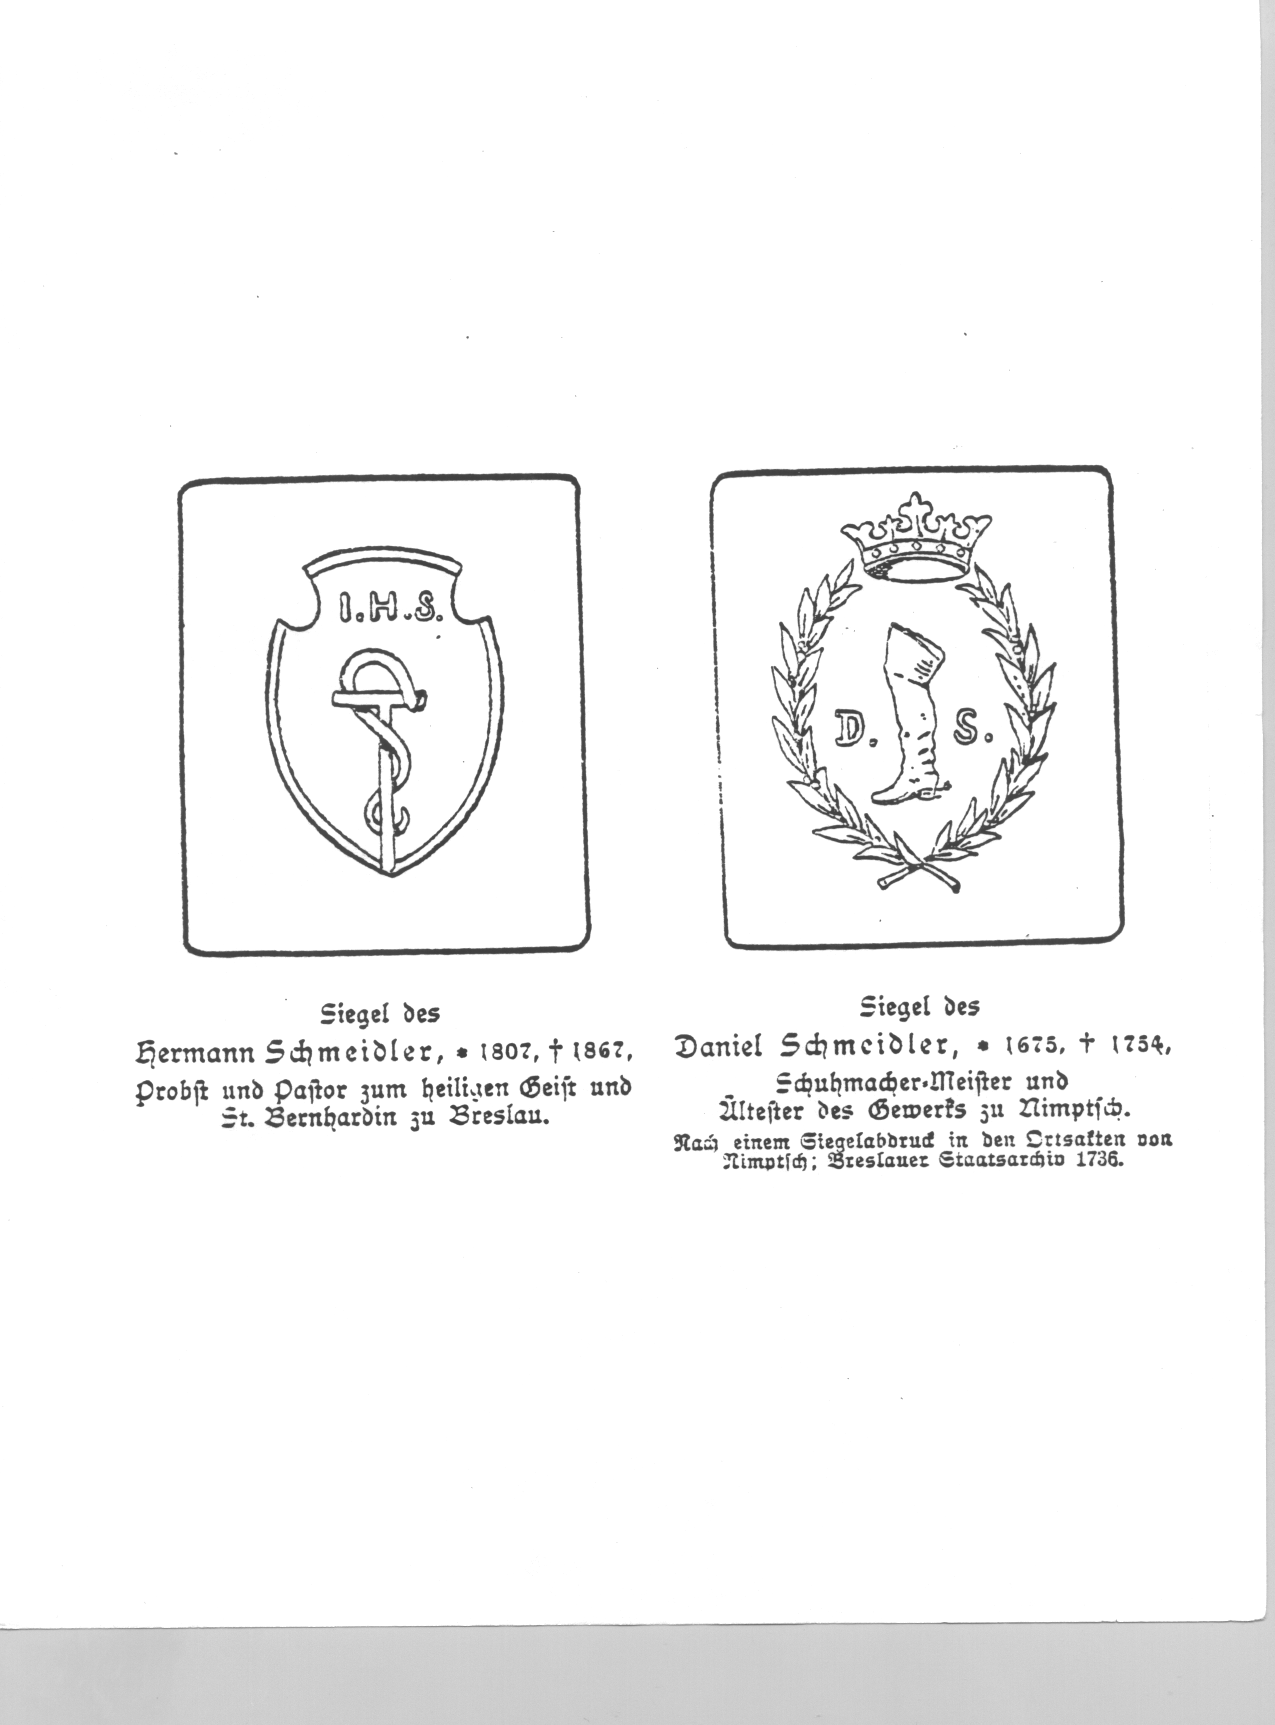 I.H.S.
Siegel des
Hermann Schmeidler, * 1807, † 1867,
Probst und Pastor zum heiligen Geist und
St. Bernhardin zu Breslau.
D. S.
Siegel des
Daniel Schmeidler, * 1675, † 1754,
Schuhmacher-Meister und
Ältester des Gewerks zu Nimptsch.
Nach einem Siegelabdruck in den Ortsakten von
Nimptsch; Breslauer Staatsarchiv 1736.